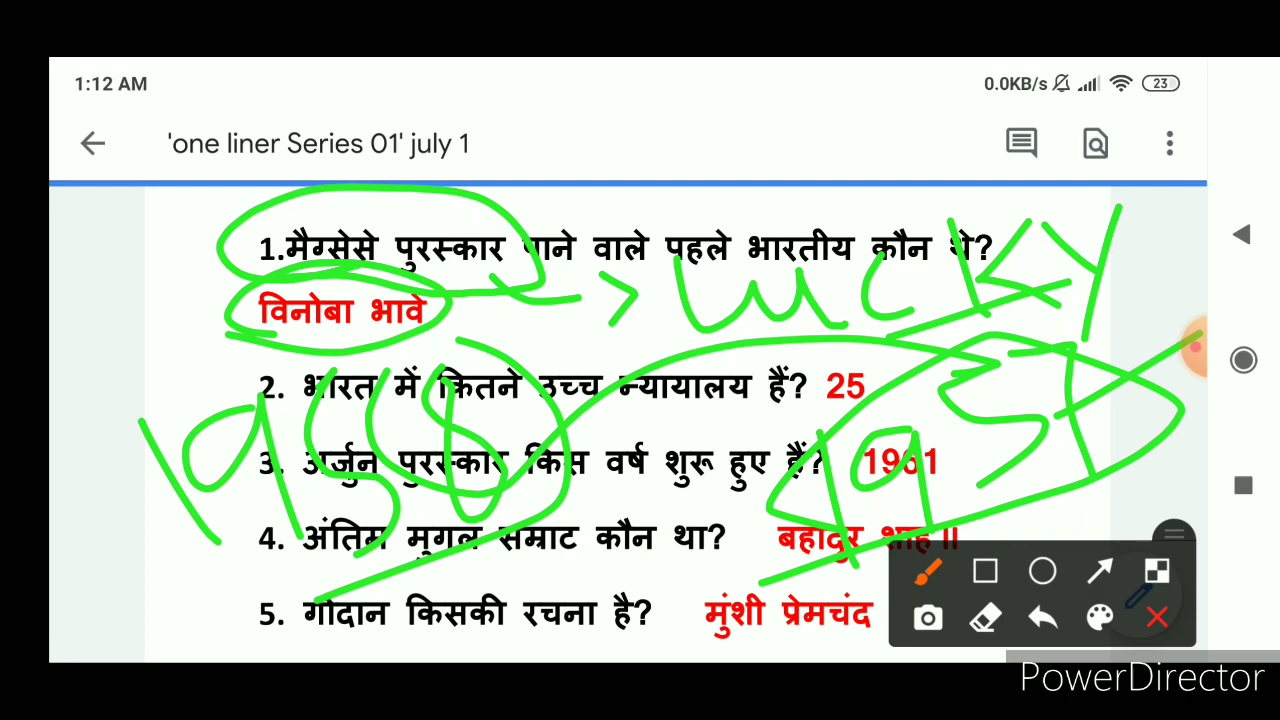 1:12 AM 0.0KB/s 23
'one liner Series 01' july 1
1.मैग्सेसे पुरस्कार पाने वाले पहले भारतीय कौन थे?
विनोबा भावे
LUCKY
2. भारत में कितने उच्च न्यायालय हैं? 25
1958
3. अर्जुन पुरस्कार किस वर्ष शुरू हुए हैं? 1961
4. अंतिम मुगल सम्राट कौन था? बहादुर शाह ॥
5. गोदान किसकी रचना है? मुंशी प्रेमचंद
PowerDirector